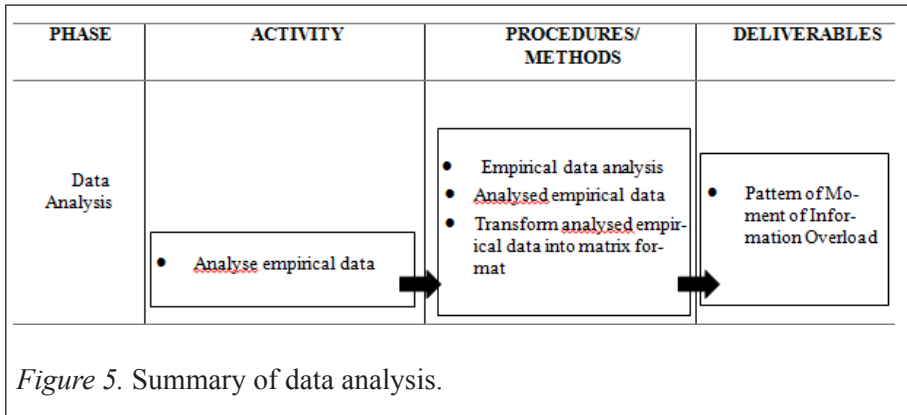 PHASE
ACTIVITY
PROCEDURES/
METHODS
DELIVERABLES
Data
Analysis
● Analyse empirical data
● Empirical data analysis
● Analysed empirical data
● Transform analysed empir-
ical data into matrix for-
mat
● Pattern of Mo-
ment of Infor-
mation Overload
Figure 5. Summary of data analysis.